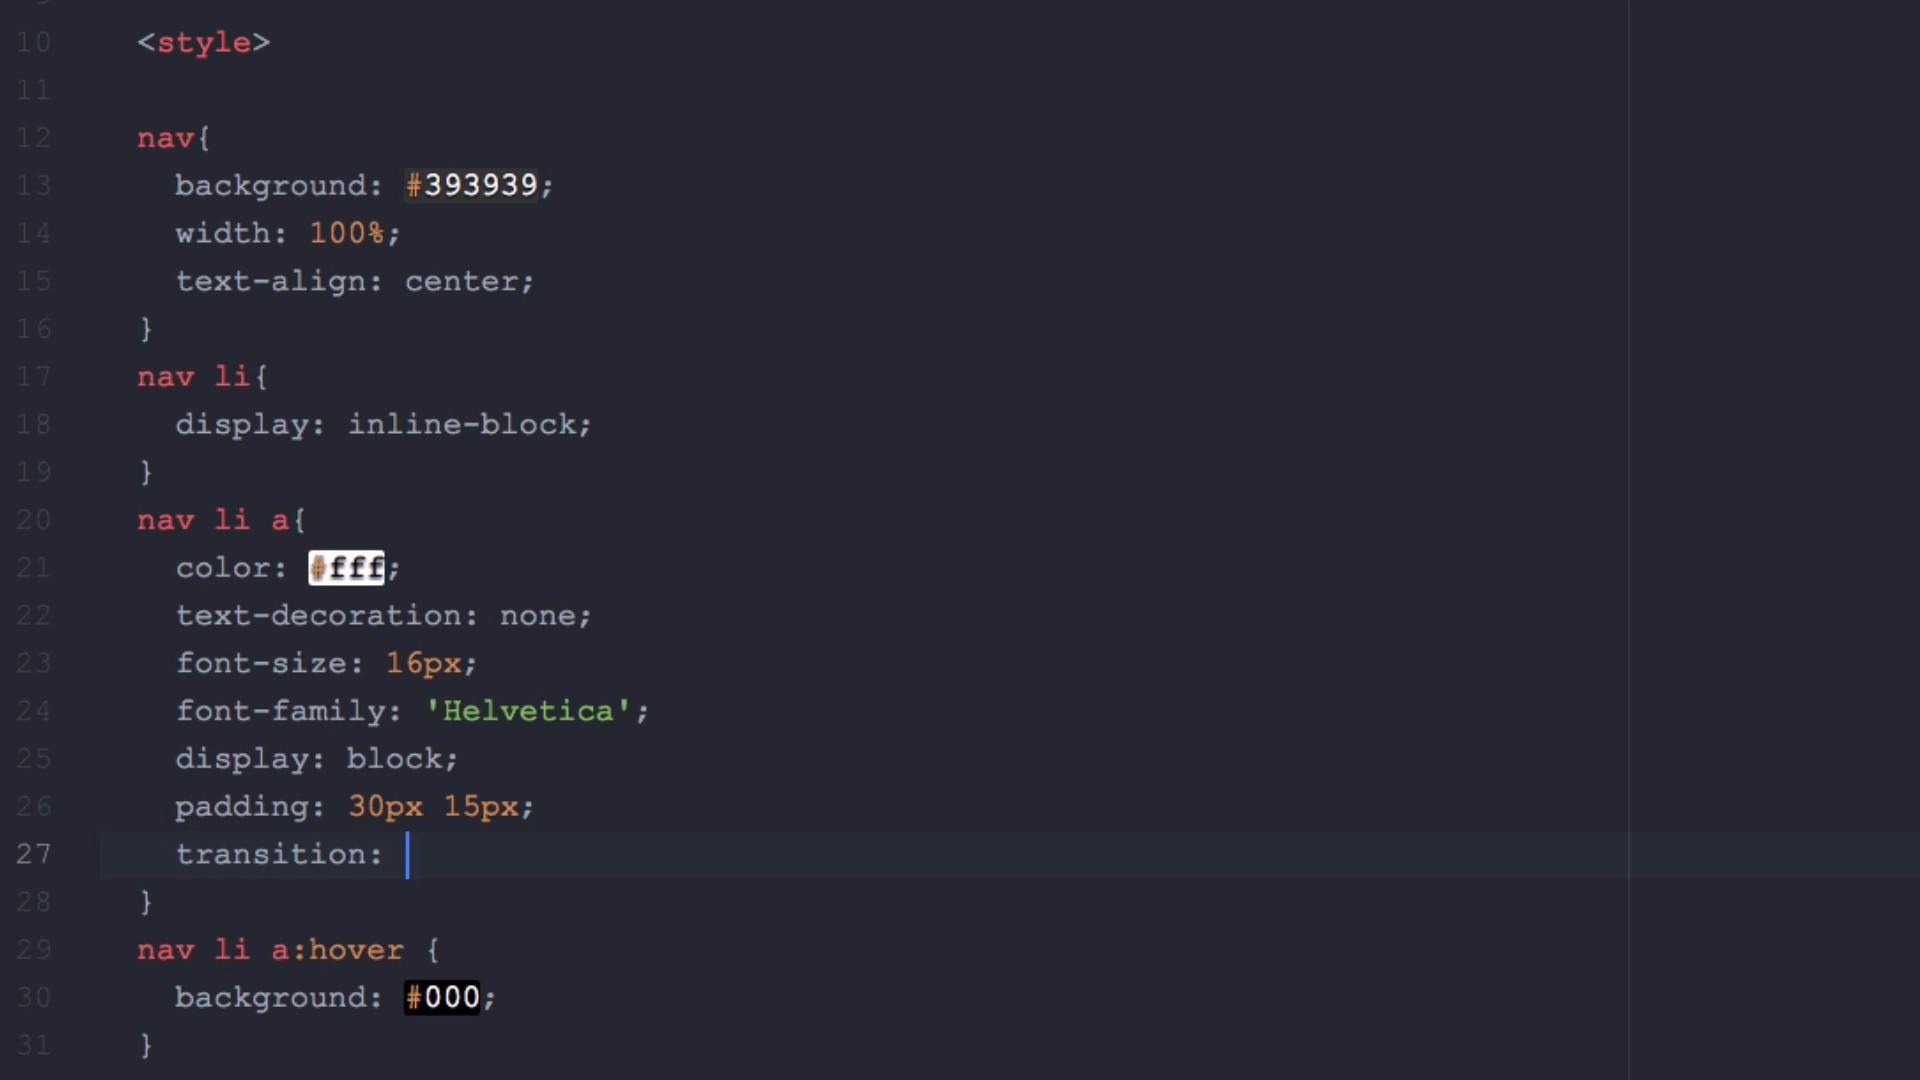 10 <style>
11
12 nav{
13 background: #393939;
14 width: 100%;
15 text-align: center;
16 }
17 nav li{
18 display: inline-block;
19 }
20 nav li a{
21 color: #fff;
22 text-decoration: none;
23 font-size: 16px;
24 font-family: 'Helvetica';
25 display: block;
26 padding: 30px 15px;
27 transition:
28 }
29 nav li a:hover {
30 background: #000;
31 }